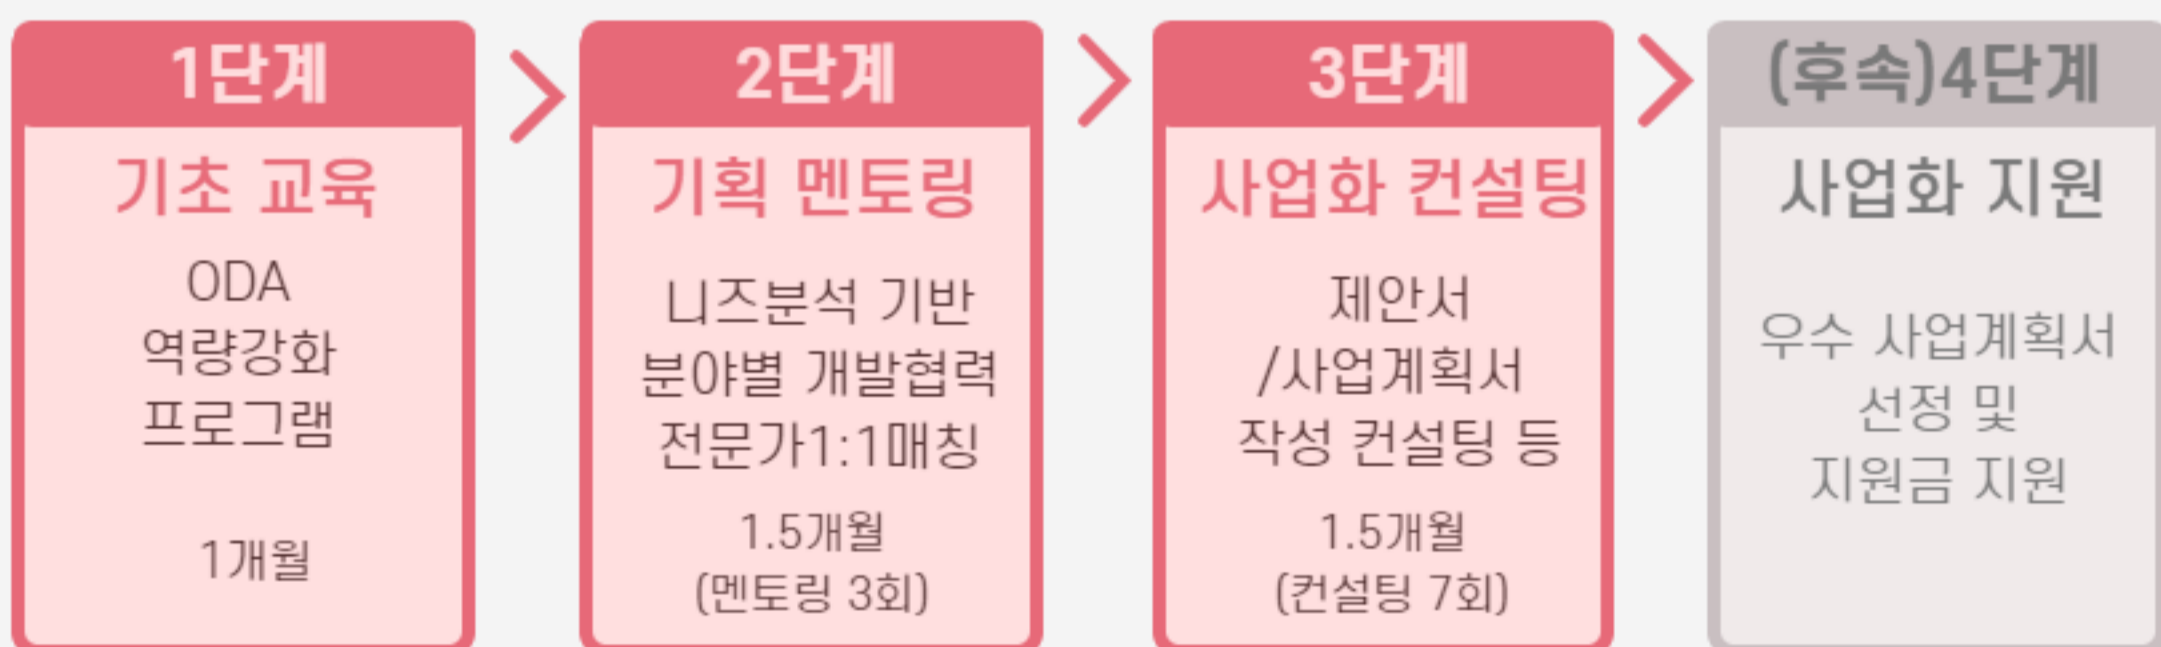 1단계
기초 교육
ODA
역량강화
프로그램
1개월
2단계
기획 멘토링
니즈분석 기반
분야별 개발협력
전문가1:1매칭
1.5개월
(멘토링 3회)
3단계
사업화 컨설팅
제안서
/사업계획서
작성 컨설팅 등
1.5개월
(컨설팅 7회)
(후속)4단계
사업화 지원
우수 사업계획서
선정 및
지원금 지원